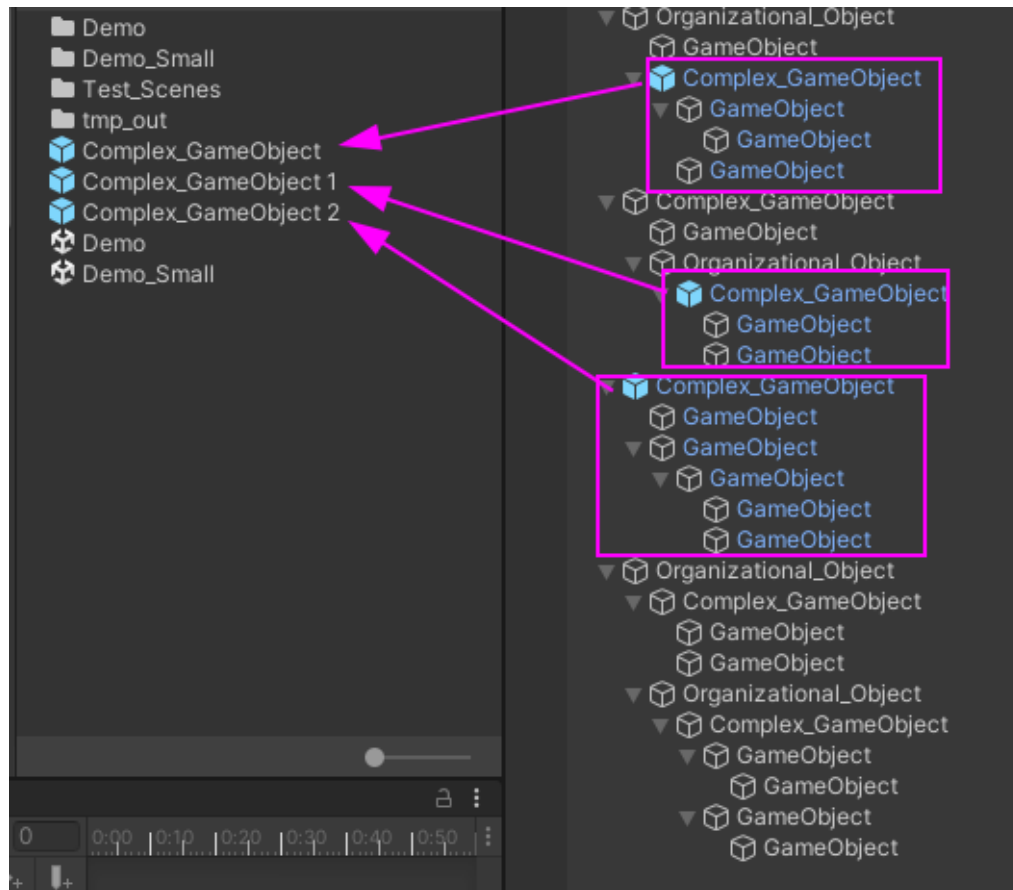 Demo
Demo_Small
Test_Scenes
tmp_out
Complex_GameObject
Complex_GameObject 1
Complex_GameObject 2
Demo
Demo_Small
0
0:00
0:10
0:20
0:30
0:40
0:50
Organizational_Object
GameObject
Complex_GameObject
GameObject
GameObject
GameObject
Complex_GameObject
GameObject
Organizational_Object
Complex_GameObject
GameObject
GameObject
Complex_GameObject
GameObject
GameObject
GameObject
GameObject
GameObject
Organizational_Object
Complex_GameObject
GameObject
GameObject
Organizational_Object
Complex_GameObject
GameObject
GameObject
GameObject
GameObject